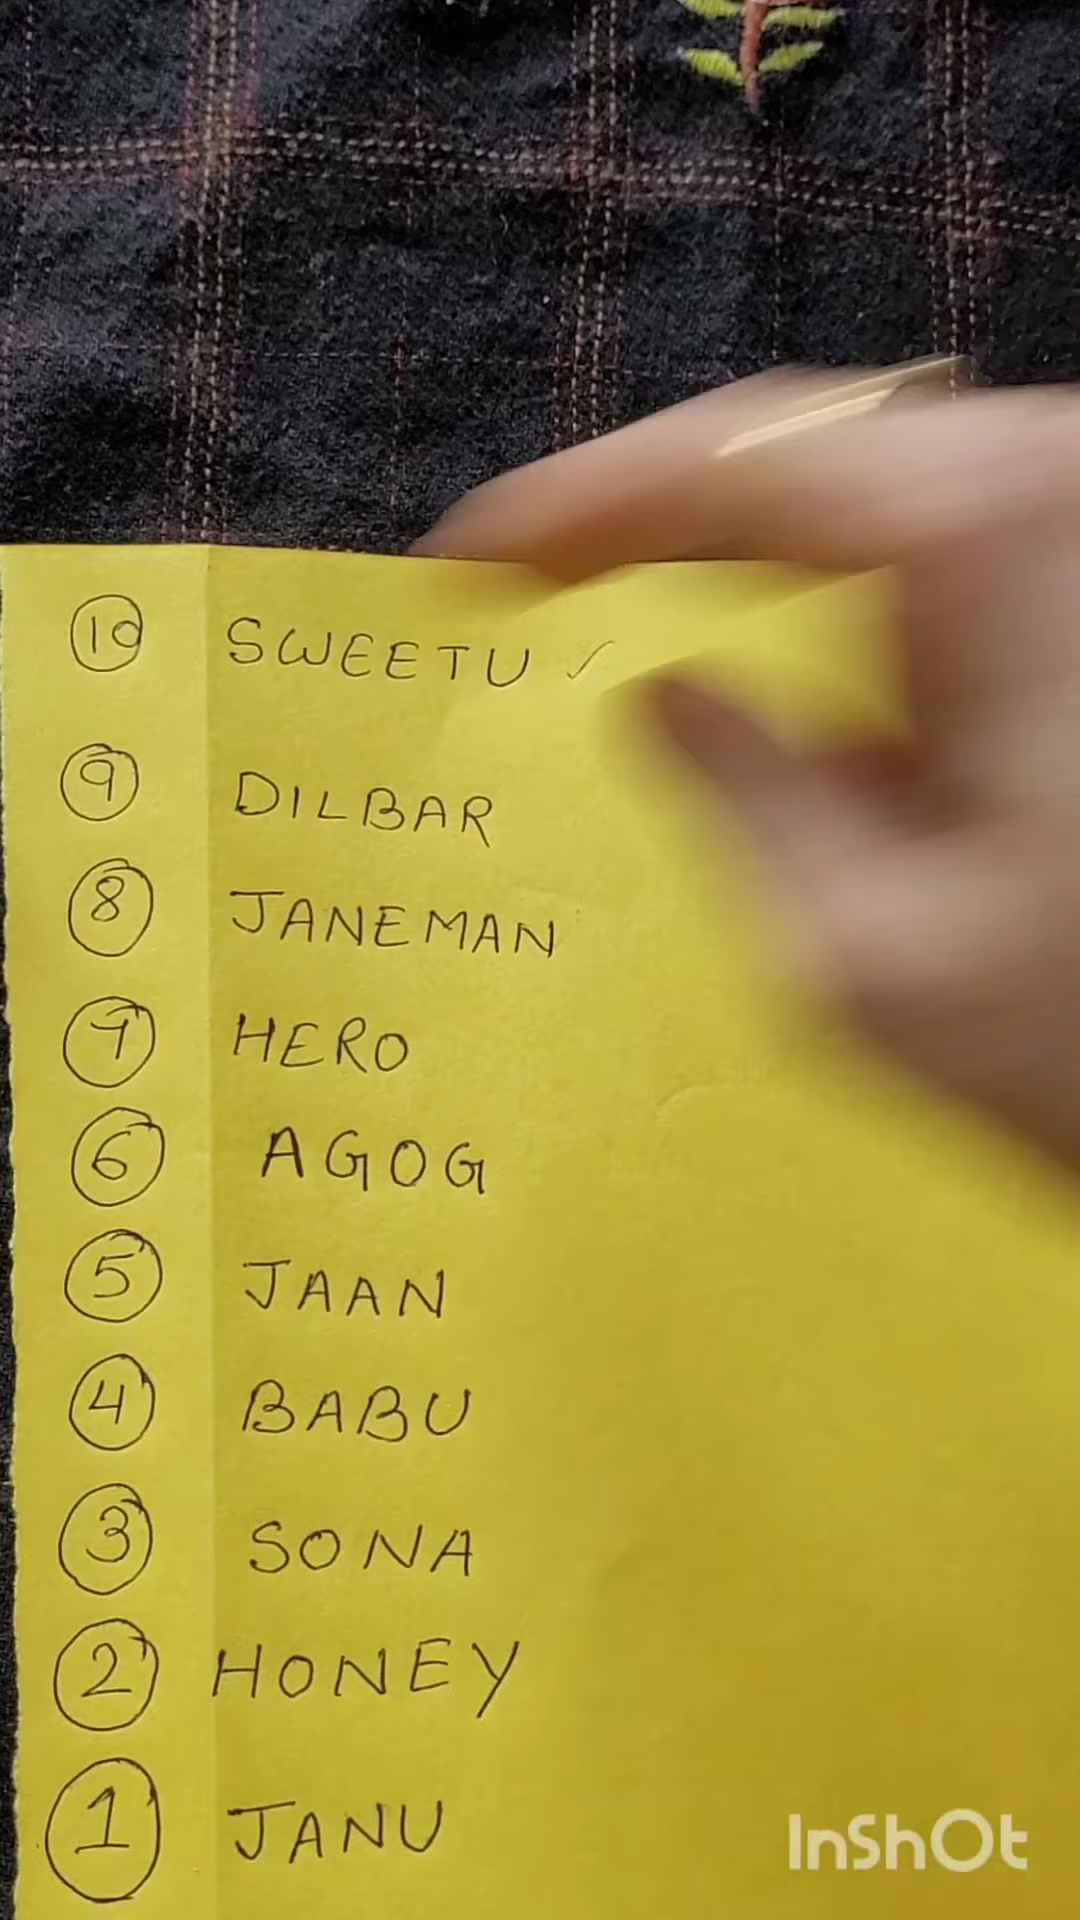 10 SWEETU ✓
9 DILBAR
8 JANEMAN
7 HERO
6 AGOG
5 JAAN
4 BABU
3 SONA
2 HONEY
1 JANU
InShOt